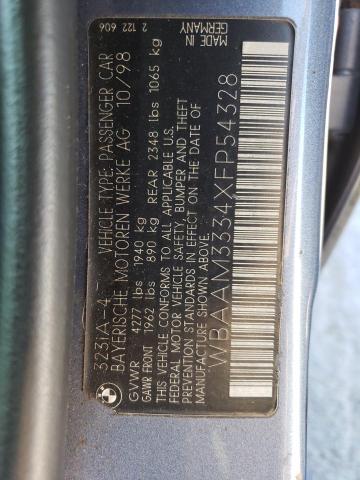 323iA-4 VEHICLE TYPE: PASSENGER CAR
BAYERISCHE MOTOREN WERKE AG 10/98
GVWR 4277 lbs 1940 kg
GAWR FRONT 1962 lbs 890 kg REAR 2348 lbs 1065 kg
THIS VEHICLE CONFORMS TO ALL APPLICABLE U.S.
FEDERAL MOTOR VEHICLE SAFETY, BUMPER AND THEFT
PREVENTION STANDARDS IN EFFECT ON THE DATE OF
MANUFACTURE SHOWN ABOVE.
WBAAM3334XFP54328
2 122 606
MADE IN
GERMANY